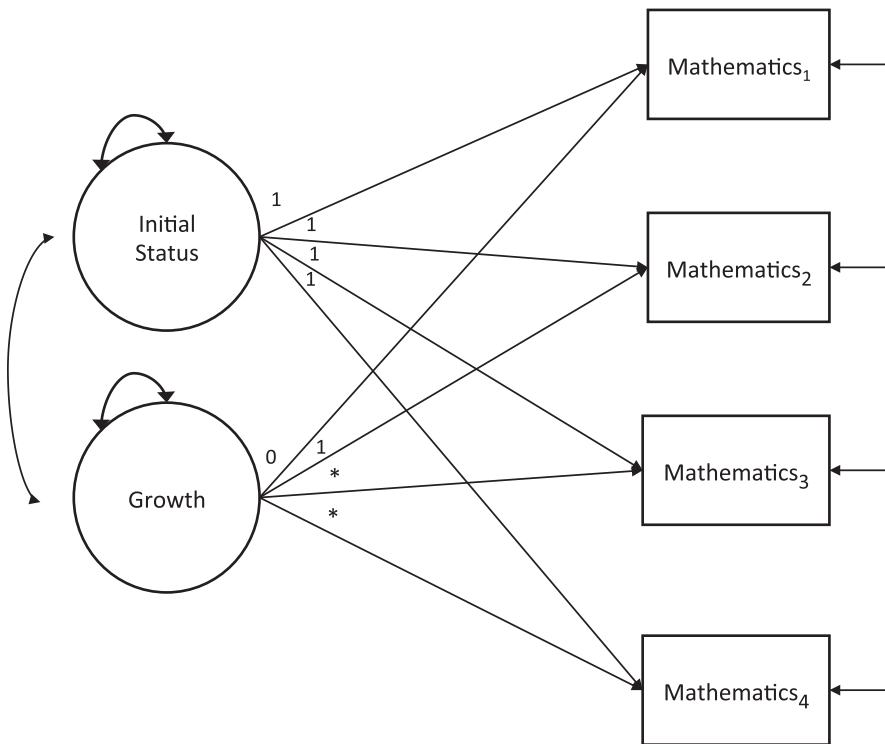 Mathematics₁
1
Initial
Status
1
1
1
Mathematics₂
0
1
*
*
Growth
Mathematics₃
Mathematics₄